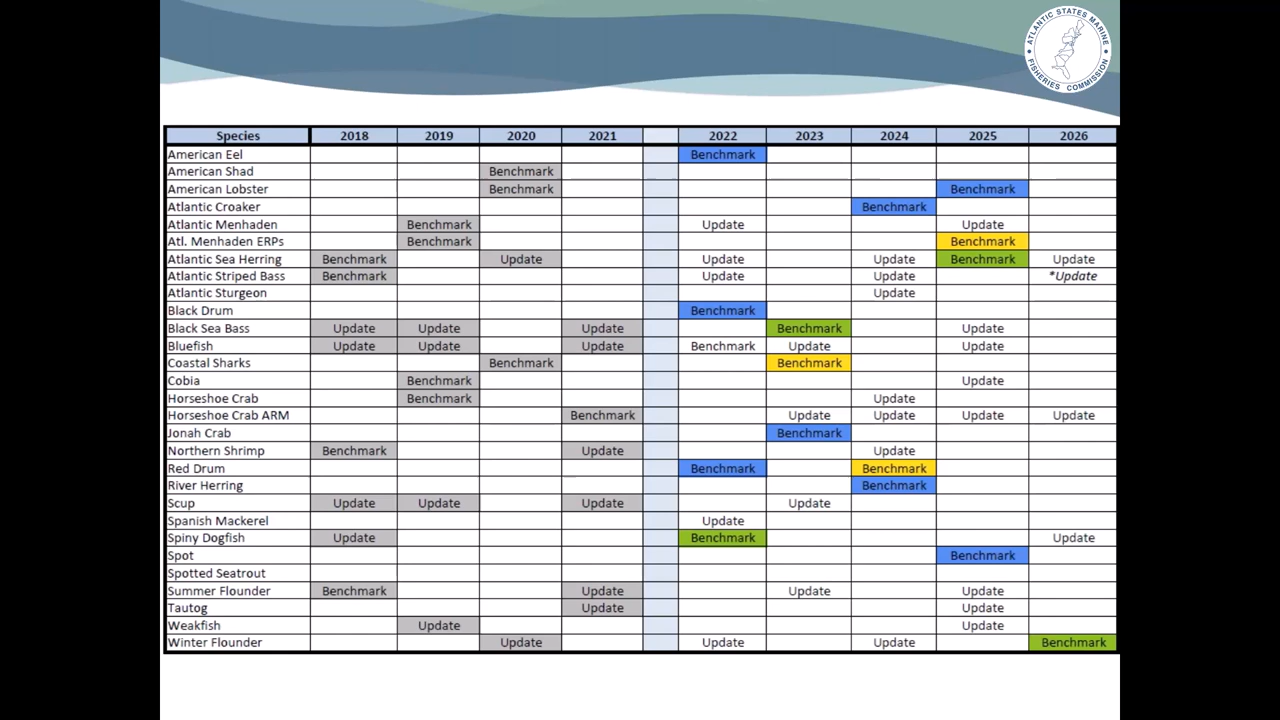 ATLANTIC STATES MARINE
FISHERIES COMMISSION
Species 2018 2019 2020 2021 2022 2023 2024 2025 2026
American Eel Benchmark
American Shad Benchmark
American Lobster Benchmark Benchmark
Atlantic Croaker Benchmark
Atlantic Menhaden Benchmark Update Update
Atl. Menhaden ERPs Benchmark Benchmark
Atlantic Sea Herring Benchmark Update Update Update Benchmark Update
Atlantic Striped Bass Benchmark Update Update *Update
Atlantic Sturgeon Update
Black Drum Benchmark
Black Sea Bass Update Update Update Benchmark Update
Bluefish Update Update Update Benchmark Update Update
Coastal Sharks Benchmark Benchmark
Cobia Benchmark Update
Horseshoe Crab Benchmark Update
Horseshoe Crab ARM Benchmark Update Update Update Update
Jonah Crab Benchmark
Northern Shrimp Benchmark Update Update
Red Drum Benchmark Benchmark
River Herring Benchmark
Scup Update Update Update Update
Spanish Mackerel Update
Spiny Dogfish Update Benchmark Update
Spot Benchmark
Spotted Seatrout
Summer Flounder Benchmark Update Update Update
Tautog Update Update
Weakfish Update Update
Winter Flounder Update Update Update Benchmark